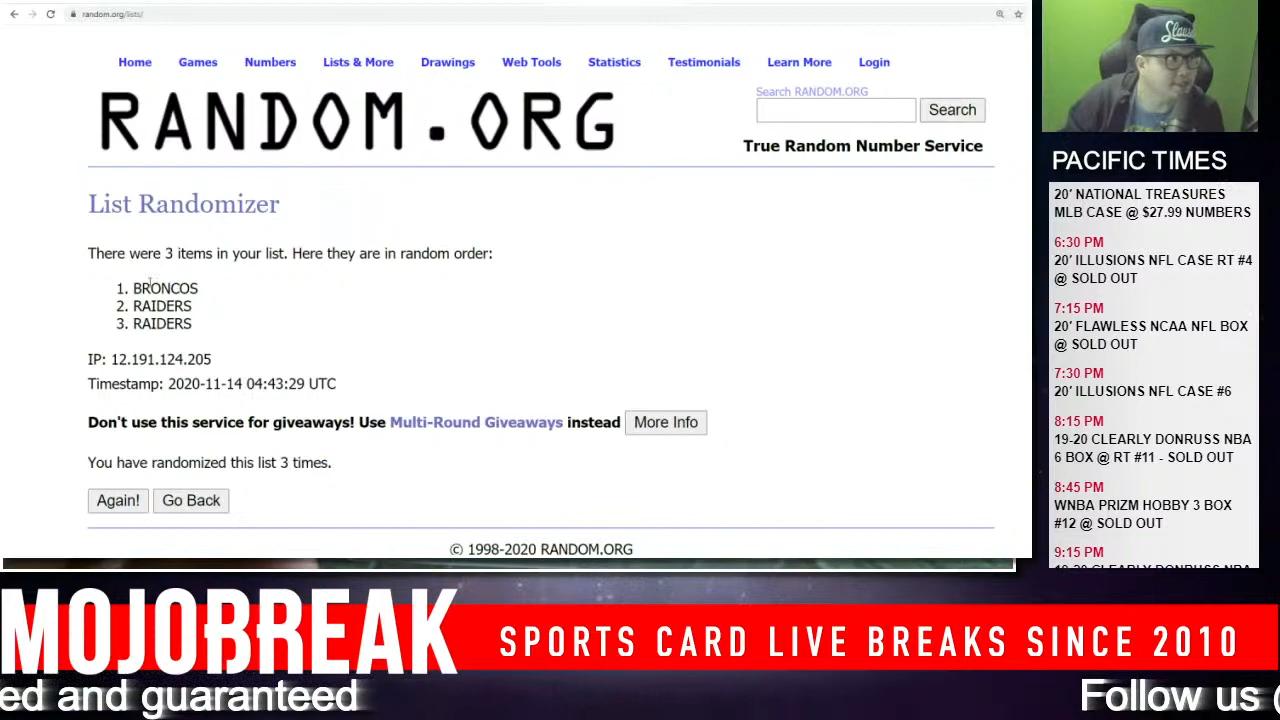 random.org/lists/
Home Games Numbers Lists & More Drawings Web Tools Statistics Testimonials Learn More Login
RANDOM.ORG
Search RANDOM.ORG
Search
True Random Number Service
List Randomizer
There were 3 items in your list. Here they are in random order:
1. BRONCOS
2. RAIDERS
3. RAIDERS
IP: 12.191.124.205
Timestamp: 2020-11-14 04:43:29 UTC
Don't use this service for giveaways! Use Multi-Round Giveaways instead More Info
You have randomized this list 3 times.
Again! Go Back
© 1998-2020 RANDOM.ORG
PACIFIC TIMES
20' NATIONAL TREASURES
MLB CASE @ $27.99 NUMBERS
6:30 PM
20' ILLUSIONS NFL CASE RT #4
@ SOLD OUT
7:15 PM
20' FLAWLESS NCAA NFL BOX
@ SOLD OUT
7:30 PM
20' ILLUSIONS NFL CASE #6
8:15 PM
19-20 CLEARLY DONRUSS NBA
6 BOX @ RT #11 - SOLD OUT
8:45 PM
WNBA PRIZM HOBBY 3 BOX
#12 @ SOLD OUT
9:15 PM
19-20 CLEARLY DONRUSS NBA
MOJOBREAK
SPORTS CARD LIVE BREAKS SINCE 2010
ed and guaranteed
Follow us @